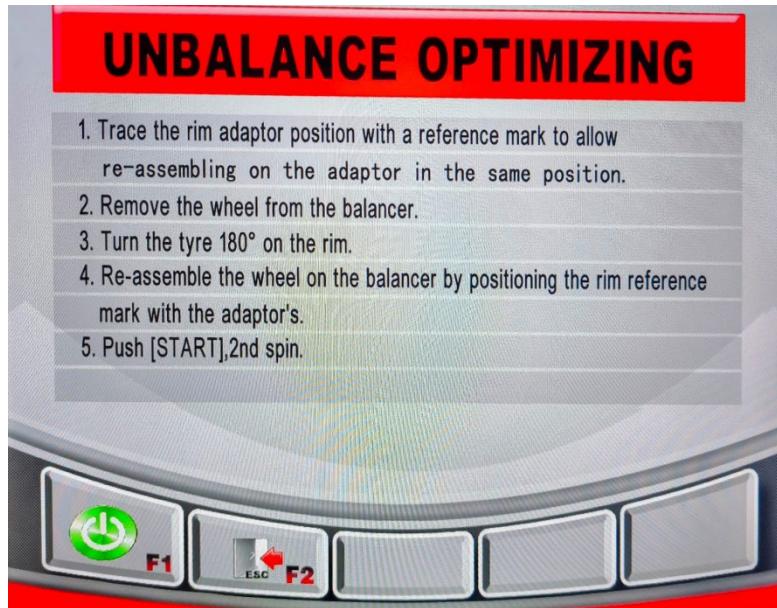 UNBALANCE OPTIMIZING
1. Trace the rim adaptor position with a reference mark to allow
re-assembling on the adaptor in the same position.
2. Remove the wheel from the balancer.
3. Turn the tyre 180° on the rim.
4. Re-assemble the wheel on the balancer by positioning the rim reference
mark with the adaptor's.
5. Push [START],2nd spin.
F1
ESC F2